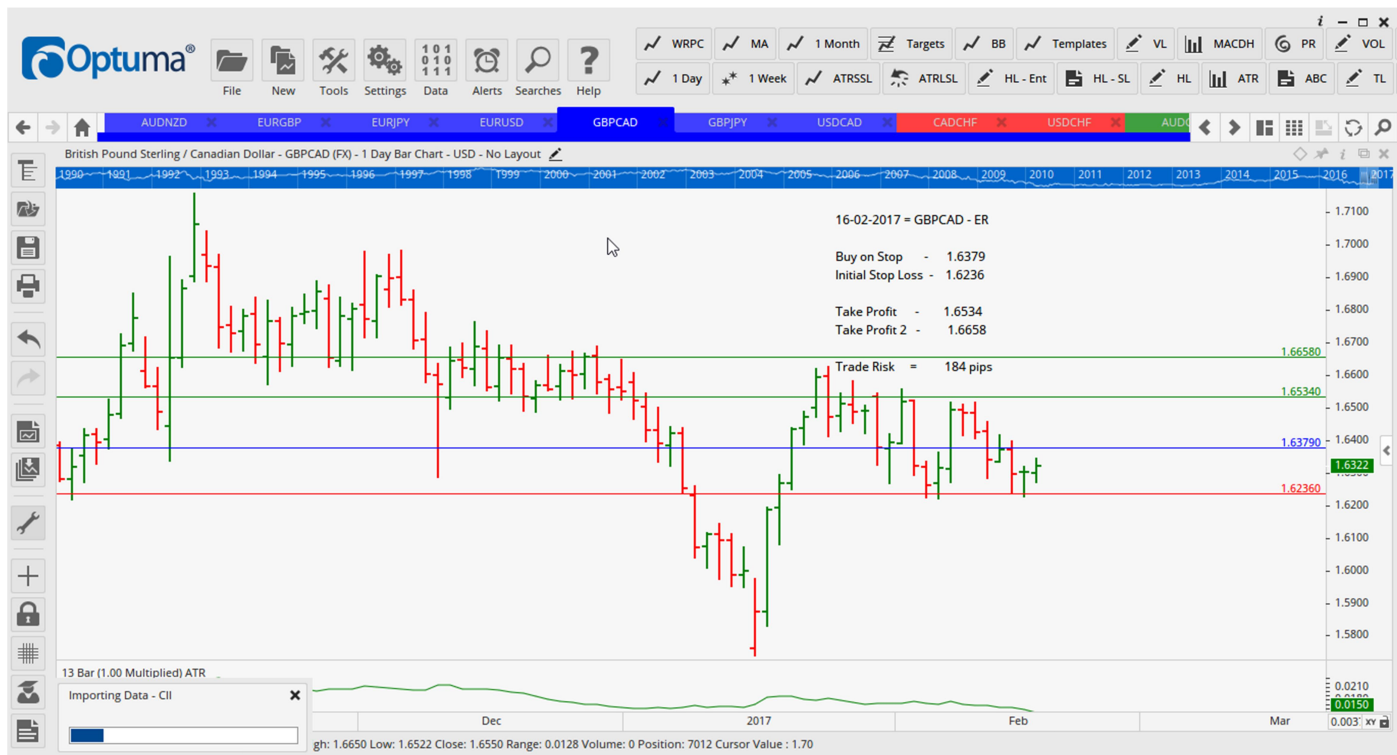 Optuma®
File
New
Tools
Settings
Data
Alerts
Searches
Help
i
WRPC
MA
1 Month
Targets
BB
Templates
VL
MACDH
PR
VOL
1 Day
1 Week
ATRSSL
ATRLSL
HL - Ent
HL - SL
HL
ATR
ABC
TL
AUDNZD
EURGBP
EURJPY
EURUSD
GBPCAD
GBPJPY
USDCAD
CADCHF
USDCHF
British Pound Sterling / Canadian Dollar - GBPCAD (FX) - 1 Day Bar Chart - USD - No Layout
1990 1991 1992 1993 1994 1995 1996 1997 1998 1999 2000 2001 2002 2003 2004 2005 2006 2007 2008 2009 2010 2011 2012 2013 2014 2015 2016 2017
16-02-2017 = GBPCAD - ER
Buy on Stop - 1.6379
Initial Stop Loss - 1.6236
Take Profit - 1.6534
Take Profit 2 - 1.6658
Trade Risk = 184 pips
1.66580
1.65340
1.63790
1.62360
1.7100
1.7000
1.6900
1.6800
1.6700
1.6600
1.6500
1.6400
1.6322
1.6200
1.6100
1.6000
1.5900
1.5800
13 Bar (1.00 Multiplied) ATR
0.0210
0.0150
Importing Data - CII
Dec
2017
Feb
Mar
XY
gh: 1.6650 Low: 1.6522 Close: 1.6550 Range: 0.0128 Volume: 0 Position: 7012 Cursor Value : 1.70